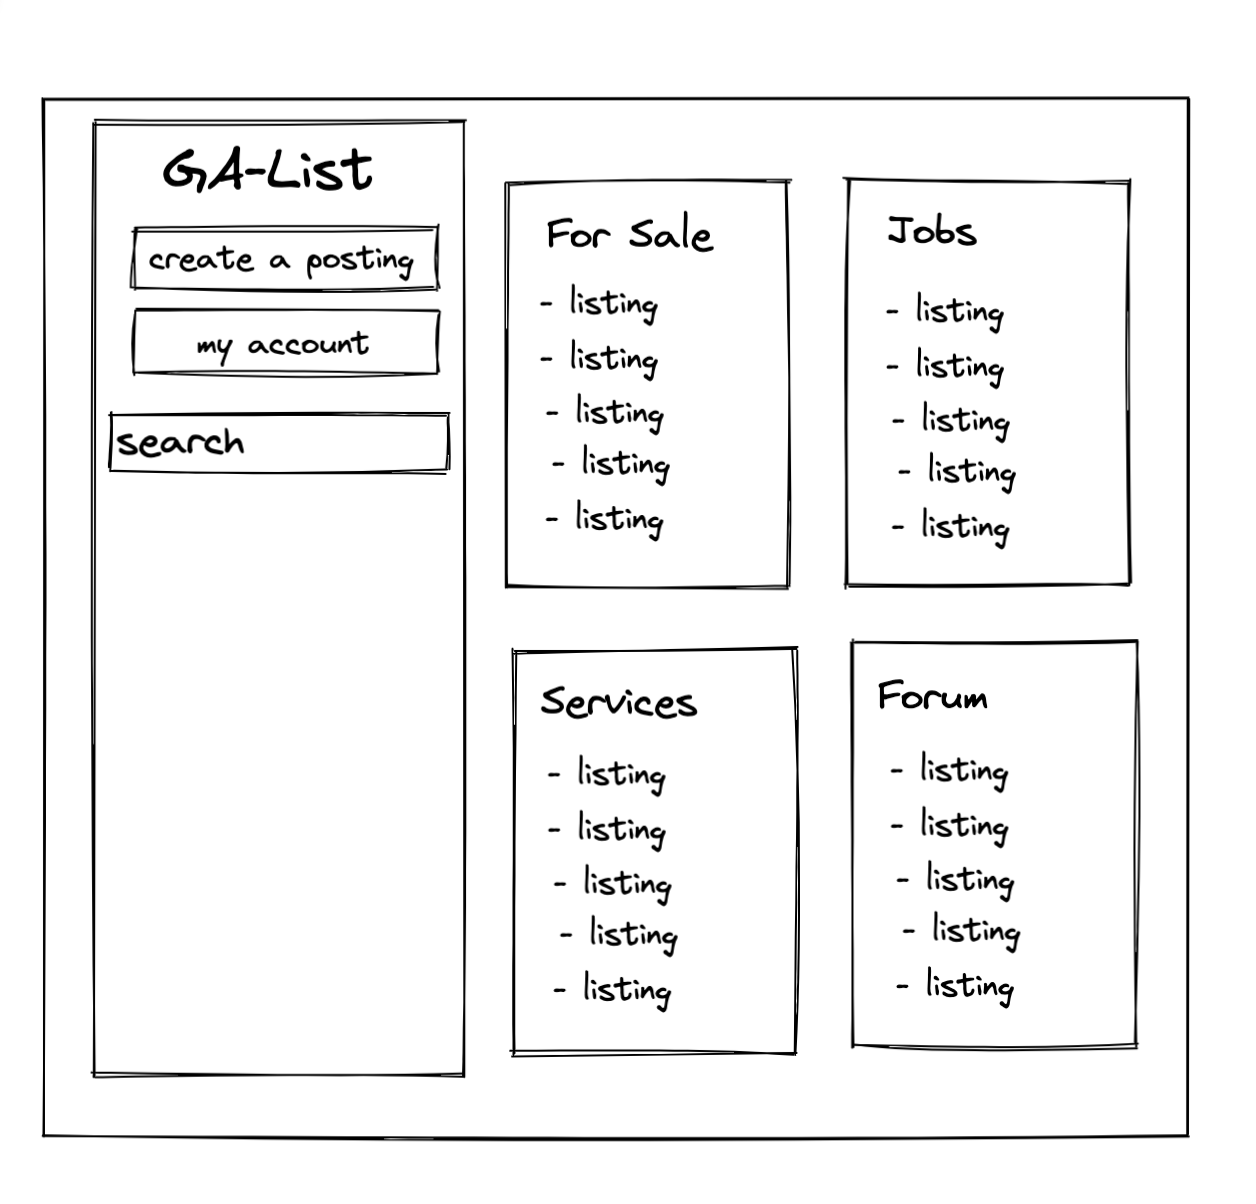 GA-List
create a posting
my account
search
For Sale
- listing
- listing
- listing
- listing
- listing
Jobs
- listing
- listing
- listing
- listing
- listing
Services
- listing
- listing
- listing
- listing
- listing
Forum
- listing
- listing
- listing
- listing
- listing